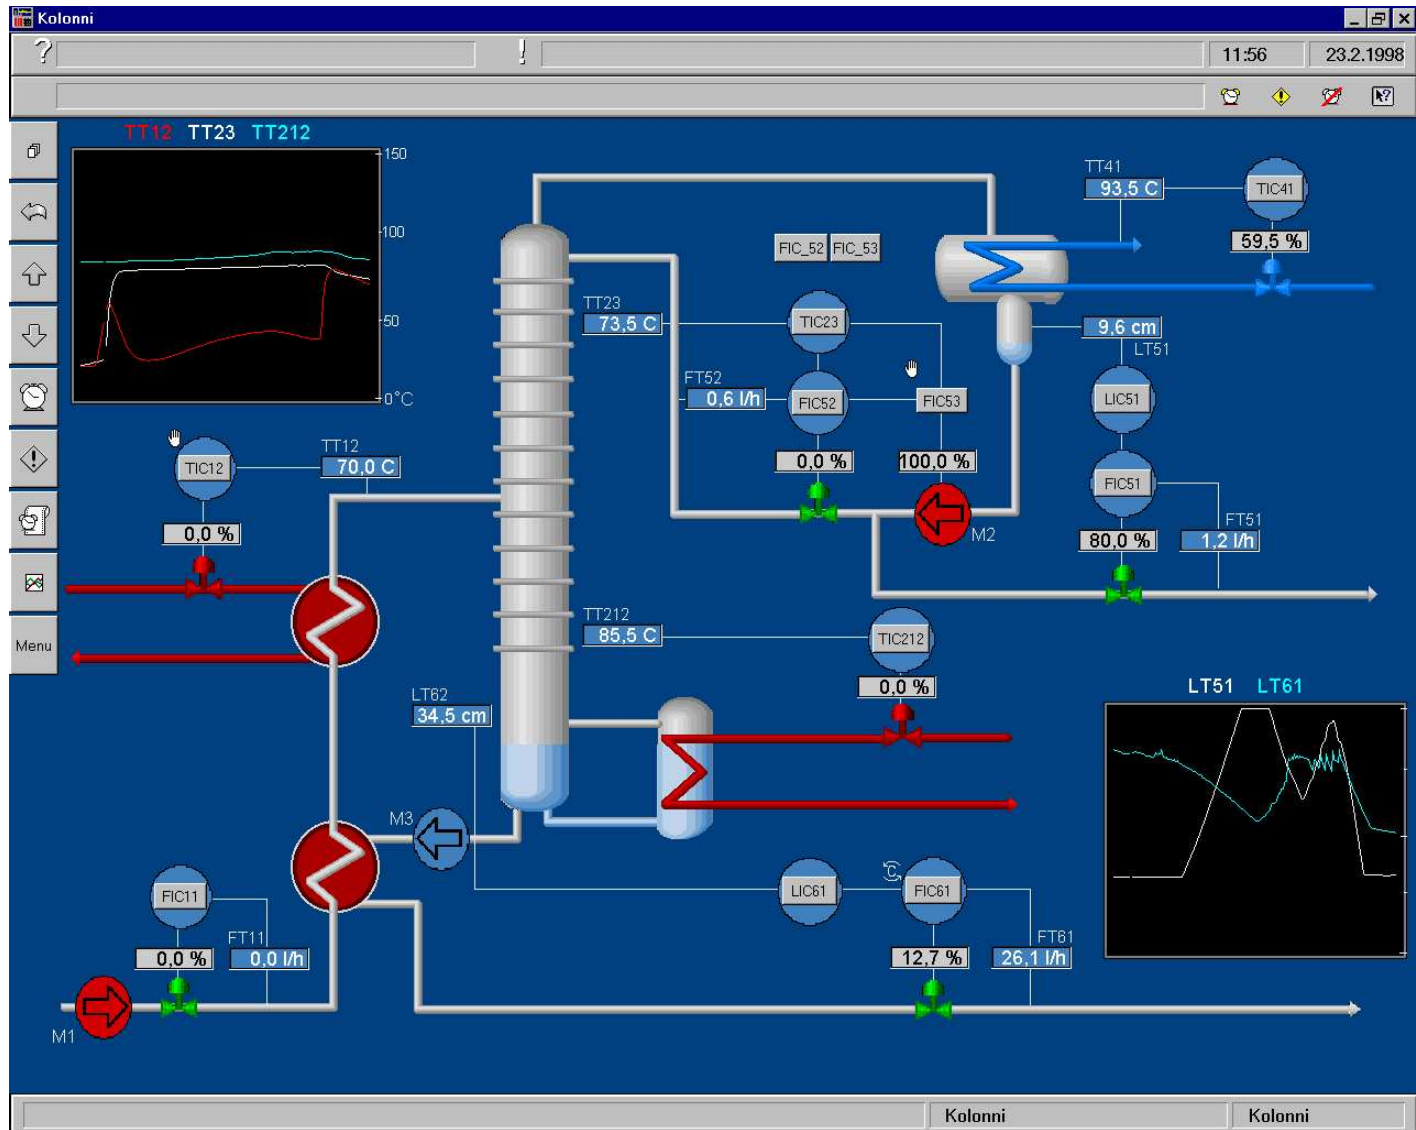 Kolonni
11:56 23.2.1998
TT12 TT23 TT212
150
100
50
0°C
Menu
TT41
93,5 C
TIC41
59,5 %
FIC_52 FIC_53
TT23
73,5 C
TIC23
9,6 cm
LT51
FT52
0,6 l/h
FIC52
FIC53
LIC51
TT12
70,0 C
TIC12
0,0 %
100,0 %
FIC51
0,0 %
M2
80,0 %
FT51
1,2 l/h
TT212
85,5 C
TIC212
0,0 %
LT62
34,5 cm
LT51 LT61
M3
FIC11
LIC61
FIC61
FT11
0,0 %
0,0 l/h
FT61
12,7 %
26,1 l/h
M1
Kolonni
Kolonni